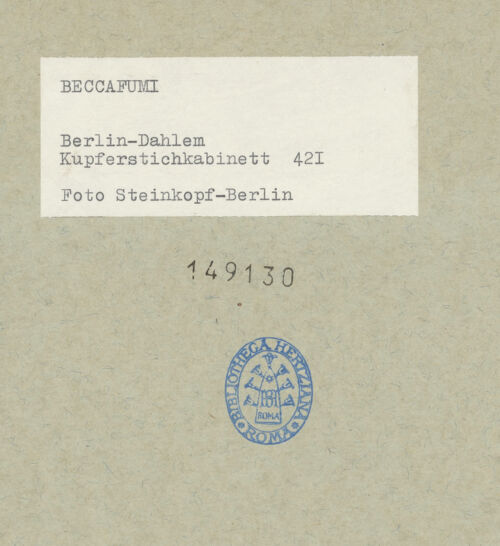 BECCAFUMI
Berlin-Dahlem
Kupferstichkabinett 42I
Foto Steinkopf-Berlin
149130
BIBLIOTHECA HERTZIANA
ROMA
ROMA